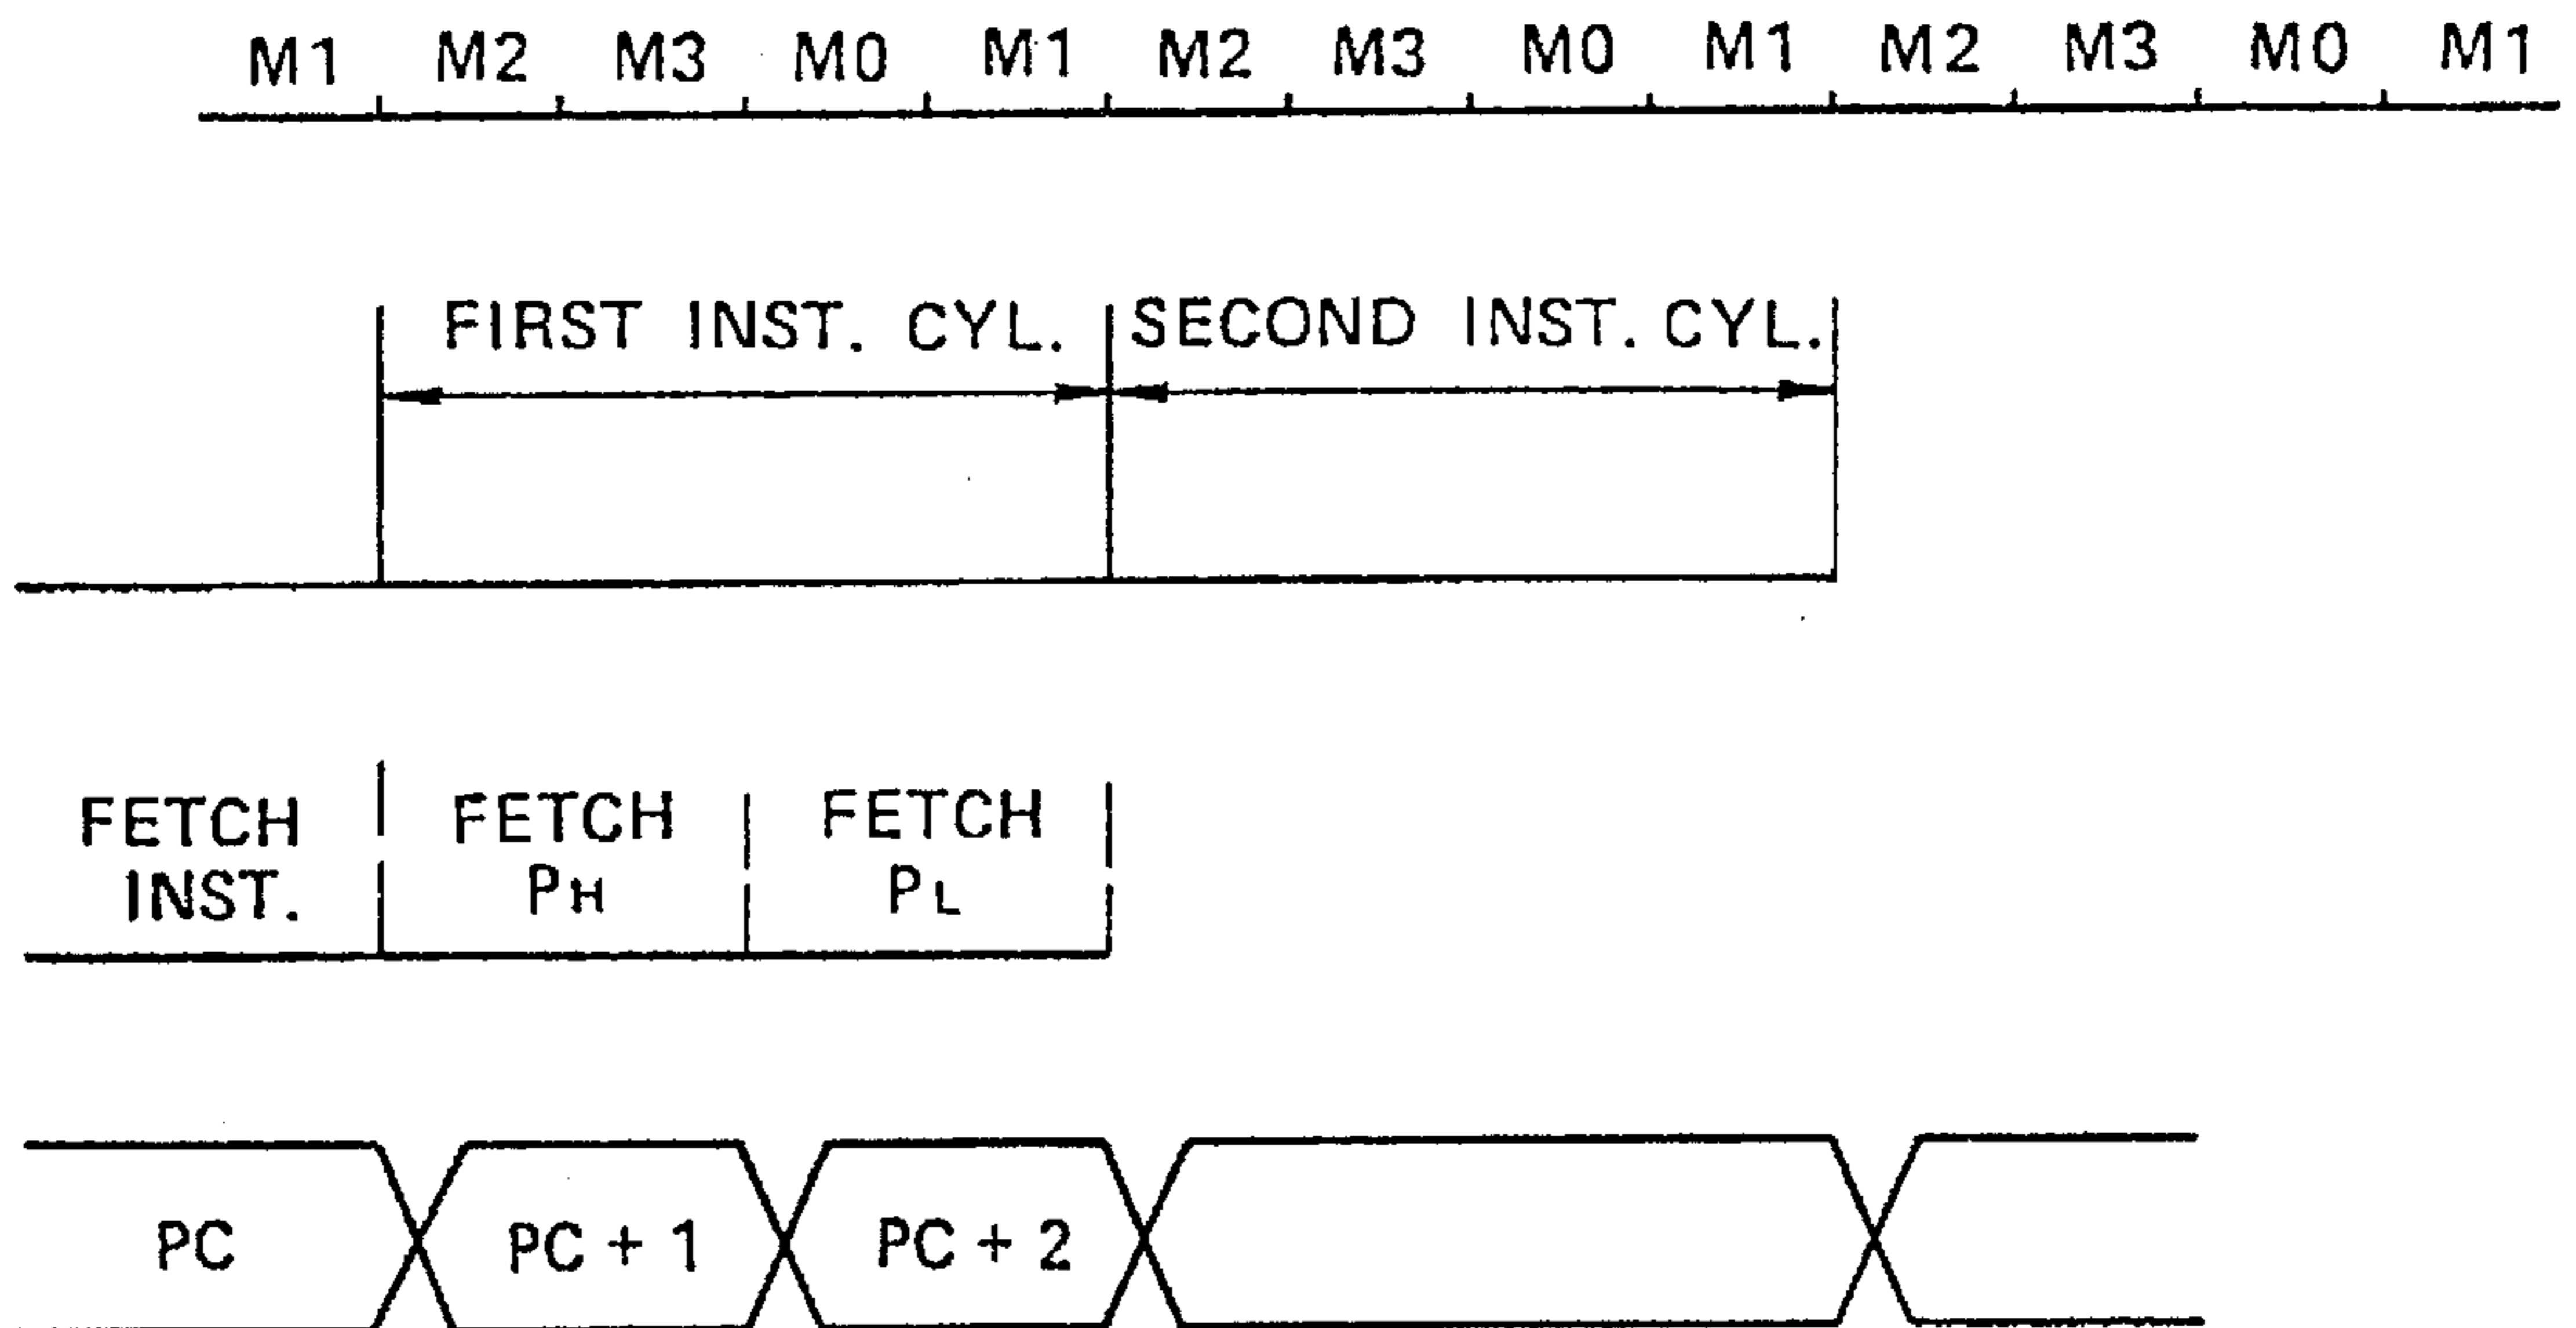 M1 M2 M3 M0 M1 M2 M3 M0 M1 M2 M3 M0 M1
FIRST INST. CYL. SECOND INST. CYL.
FETCH INST. FETCH PH FETCH PL
PC PC + 1 PC + 2